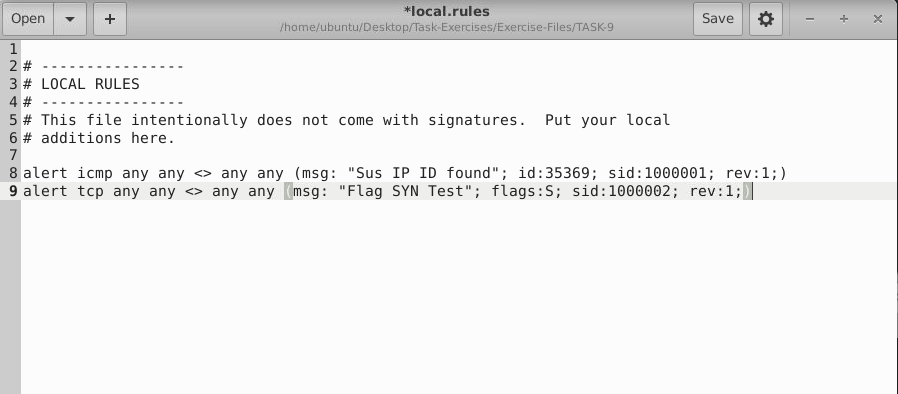 Open
*local.rules
/home/ubuntu/Desktop/Task-Exercises/Exercise-Files/TASK-9
Save
1
2 # ----------------
3 # LOCAL RULES
4 # ----------------
5 # This file intentionally does not come with signatures.  Put your local
6 # additions here.
7
8 alert icmp any any <> any any (msg: "Sus IP ID found"; id:35369; sid:1000001; rev:1;)
9 alert tcp any any <> any any (msg: "Flag SYN Test"; flags:S; sid:1000002; rev:1;)